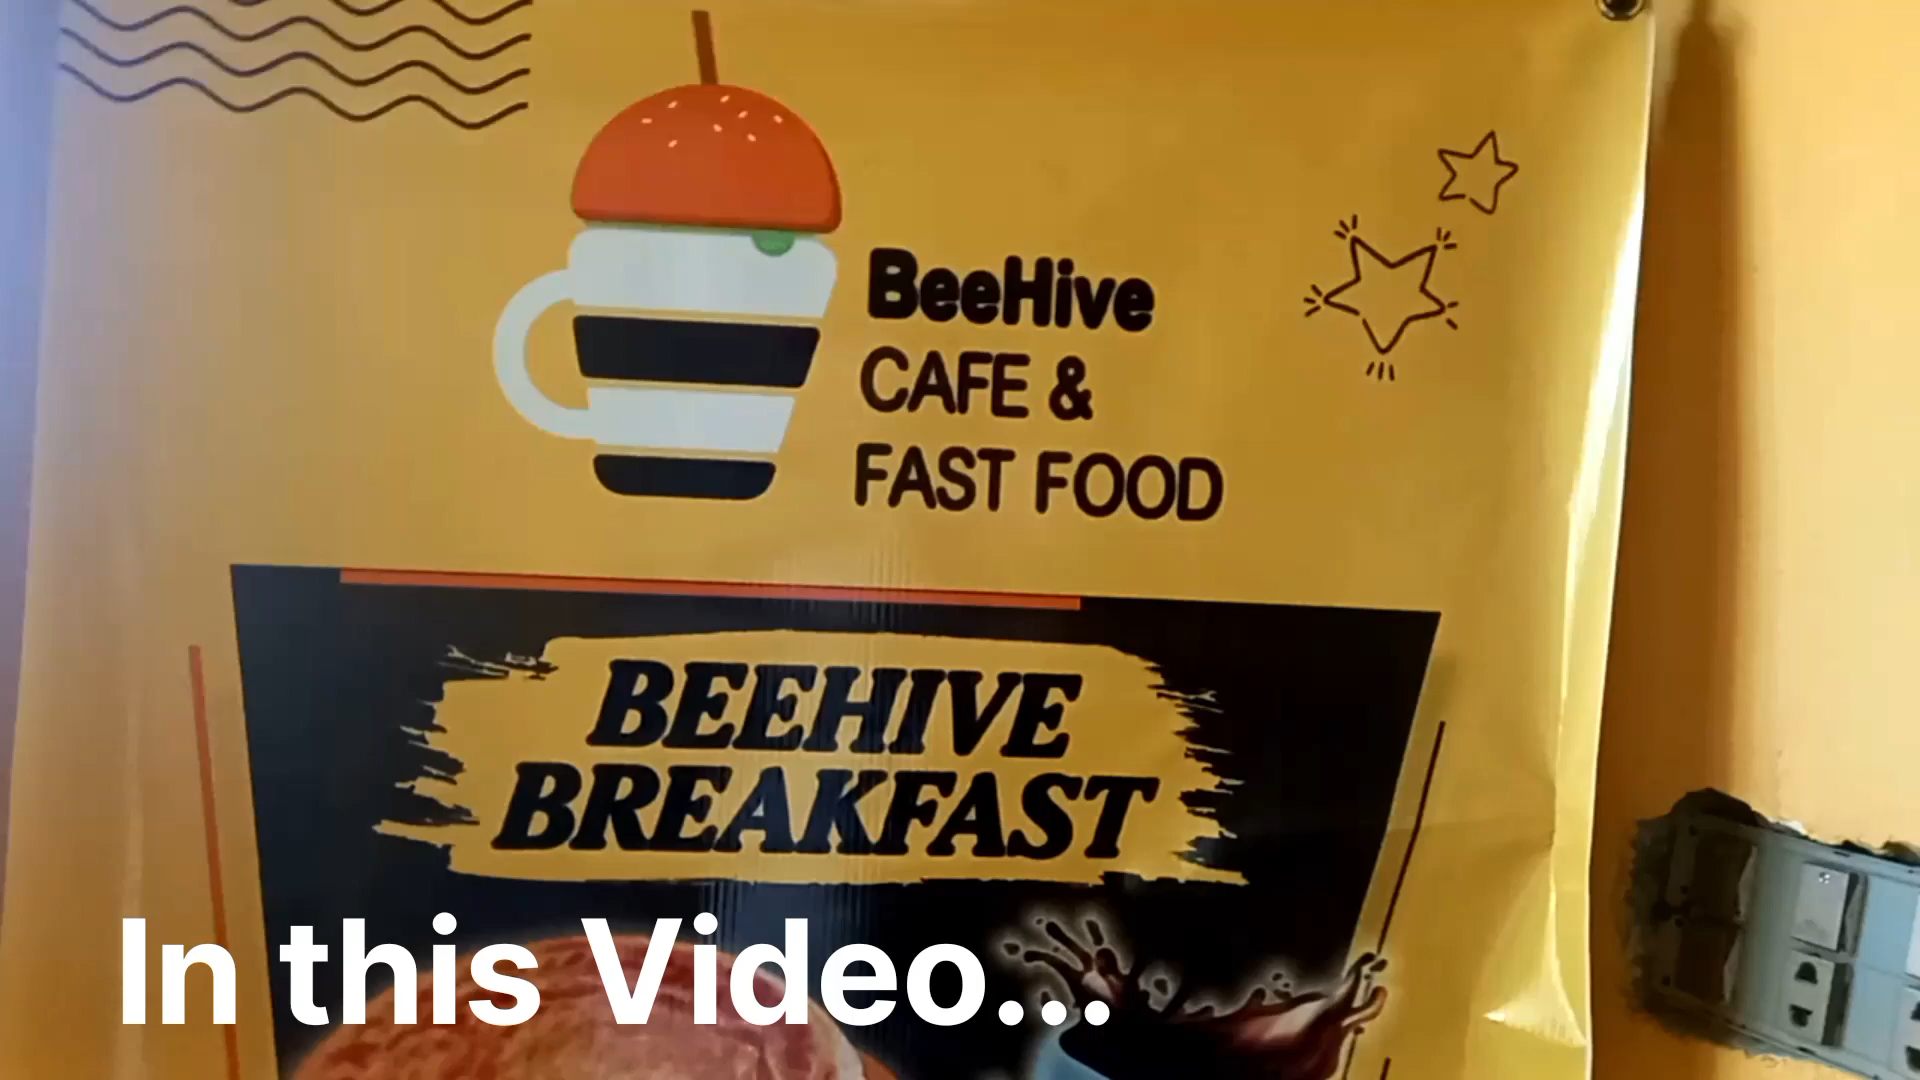 BeeHive
CAFE &
FAST FOOD
BEEHIVE
BREAKFAST
In this Video...